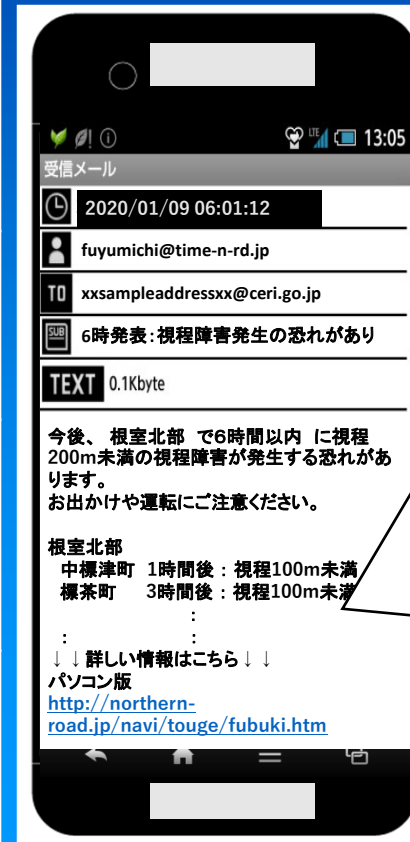 LTE 13:05
受信メール
2020/01/09 06:01:12
fuyumichi@time-n-rd.jp
TO xxsampleaddressxx@ceri.go.jp
SUB 6時発表:視程障害発生の恐れがあり
TEXT 0.1Kbyte
今後、 根室北部 で6時間以内 に視程
200m未満の視程障害が発生する恐れがあ
ります。
お出かけや運転にご注意ください。
根室北部
中標津町 1時間後:視程100m未満
標茶町 3時間後:視程100m未満
:
: :
↓↓詳しい情報はこちら↓↓
パソコン版
http://northern-
road.jp/navi/touge/fubuki.htm